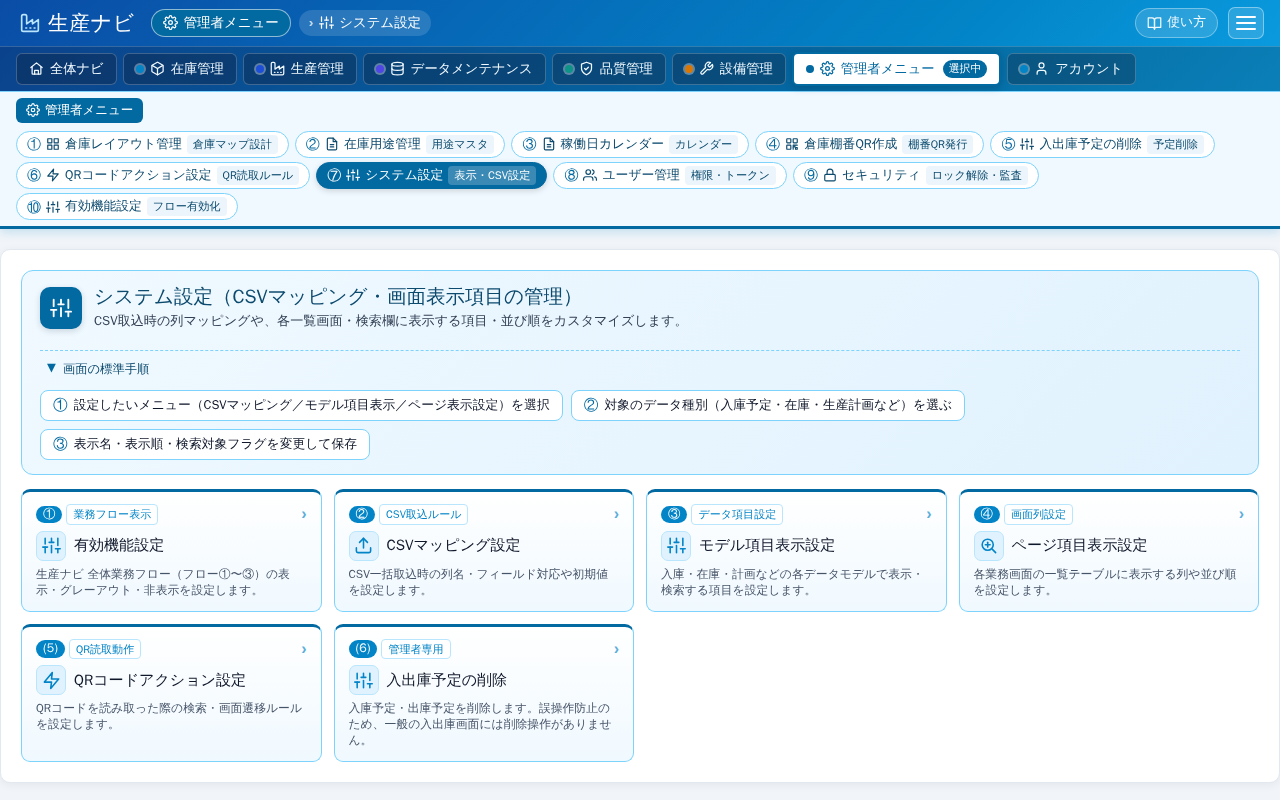 生産ナビ 管理者メニュー › システム設定 使い方
全体ナビ 在庫管理 生産管理 データメンテナンス 品質管理 設備管理 管理者メニュー 選択中 アカウント
管理者メニュー
① 倉庫レイアウト管理 倉庫マップ設計 ② 在庫用途管理 用途マスタ ③ 稼働日カレンダー カレンダー ④ 倉庫棚番QR作成 棚番QR発行 ⑤ 入出庫予定の削除 予定削除
⑥ QRコードアクション設定 QR読取ルール ⑦ システム設定 表示・CSV設定 ⑧ ユーザー管理 権限・トークン ⑨ セキュリティ ロック解除・監査
⑩ 有効機能設定 フロー有効化
システム設定（CSVマッピング・画面表示項目の管理）
CSV取込時の列マッピングや、各一覧画面・検索欄に表示する項目・並び順をカスタマイズします。
▼ 画面の標準手順
① 設定したいメニュー（CSVマッピング／モデル項目表示／ページ表示設定）を選択 ② 対象のデータ種別（入庫予定・在庫・生産計画など）を選ぶ
③ 表示名・表示順・検索対象フラグを変更して保存
① 業務フロー表示 ›
有効機能設定
生産ナビ 全体業務フロー（フロー①〜③）の表
示・グレーアウト・非表示を設定します。
② CSV取込ルール ›
CSVマッピング設定
CSV一括取込時の列名・フィールド対応や初期値
を設定します。
③ データ項目設定 ›
モデル項目表示設定
入庫・在庫・計画などの各データモデルで表示・
検索する項目を設定します。
④ 画面列設定 ›
ページ項目表示設定
各業務画面の一覧テーブルに表示する列や並び順
を設定します。
(5) QR読取動作 ›
QRコードアクション設定
QRコードを読み取った際の検索・画面遷移ルール
を設定します。
(6) 管理者専用 ›
入出庫予定の削除
入庫予定・出庫予定を削除します。誤操作防止の
ため、一般の入出庫画面には削除操作がありませ
ん。